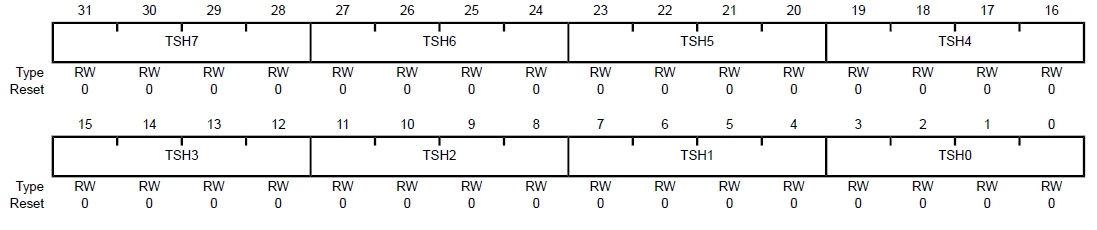 31 30 29 28 27 26 25 24 23 22 21 20 19 18 17 16
TSH7 TSH6 TSH5 TSH4
Type RW RW RW RW RW RW RW RW RW RW RW RW RW RW RW RW
Reset 0 0 0 0 0 0 0 0 0 0 0 0 0 0 0 0
15 14 13 12 11 10 9 8 7 6 5 4 3 2 1 0
TSH3 TSH2 TSH1 TSH0
Type RW RW RW RW RW RW RW RW RW RW RW RW RW RW RW RW
Reset 0 0 0 0 0 0 0 0 0 0 0 0 0 0 0 0